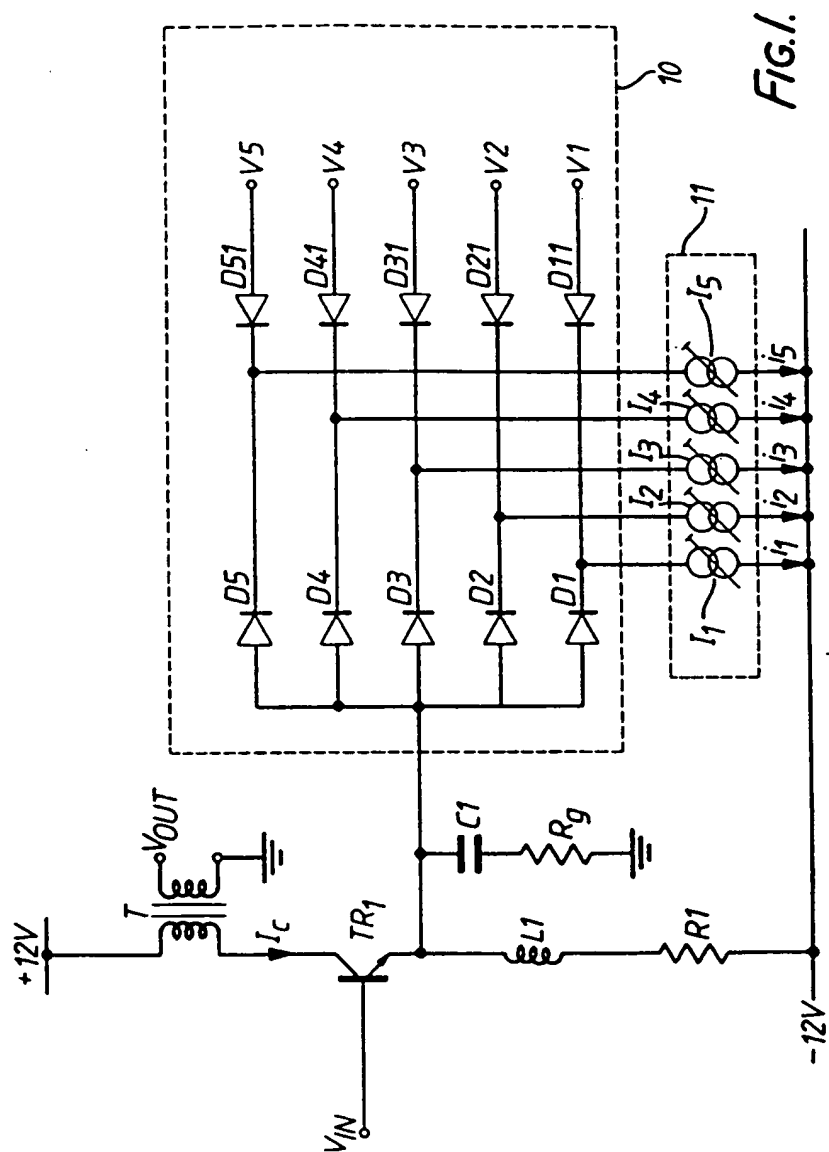 +12V
T
VOUT
IC
TR1
VIN
C1
Rg
L1
R1
-12V
D5
D51
V5
D4
D41
V4
D3
D31
V3
D2
D21
V2
D1
D11
V1
10
11
I1
I2
I3
I4
I5
i1
i2
i3
i4
i5
FIG.1.